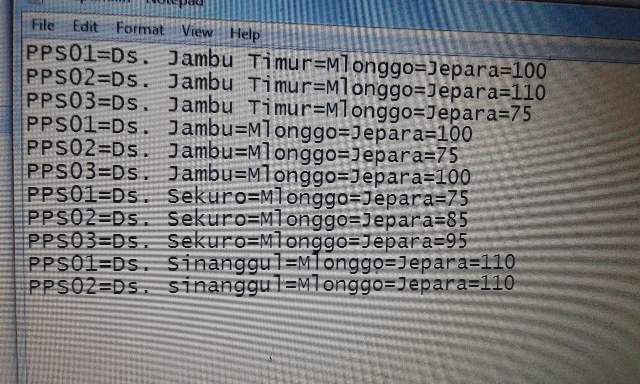 Notepad
File Edit Format View Help
PPS01=Ds. Jambu Timur=Mlonggo=Jepara=100
PPS02=Ds. Jambu Timur=Mlonggo=Jepara=110
PPS03=Ds. Jambu Timur=Mlonggo=Jepara=75
PPS01=Ds. Jambu=Mlonggo=Jepara=100
PPS02=Ds. Jambu=Mlonggo=Jepara=75
PPS03=Ds. Jambu=Mlonggo=Jepara=100
PPS01=Ds. Sekuro=Mlonggo=Jepara=75
PPS02=Ds. Sekuro=Mlonggo=Jepara=85
PPS03=Ds. Sekuro=Mlonggo=Jepara=95
PPS01=Ds. Sinanggul=Mlonggo=Jepara=110
PPS02=Ds. sinanggul=Mlonggo=Jepara=110